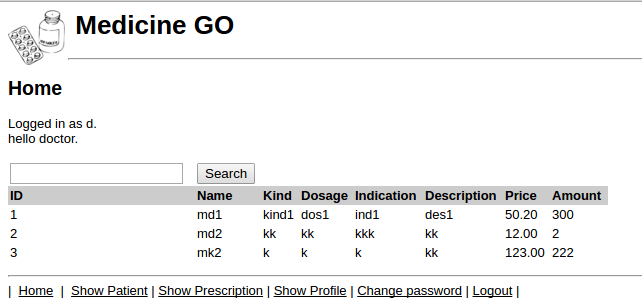 Medicine GO
Home
Logged in as d.
hello doctor.
Search
ID Name Kind Dosage Indication Description Price Amount
1 md1 kind1 dos1 ind1 des1 50.20 300
2 md2 kk kk kkk kk 12.00 2
3 mk2 k k k kk 123.00 222
| Home | Show Patient | Show Prescription | Show Profile | Change password | Logout |